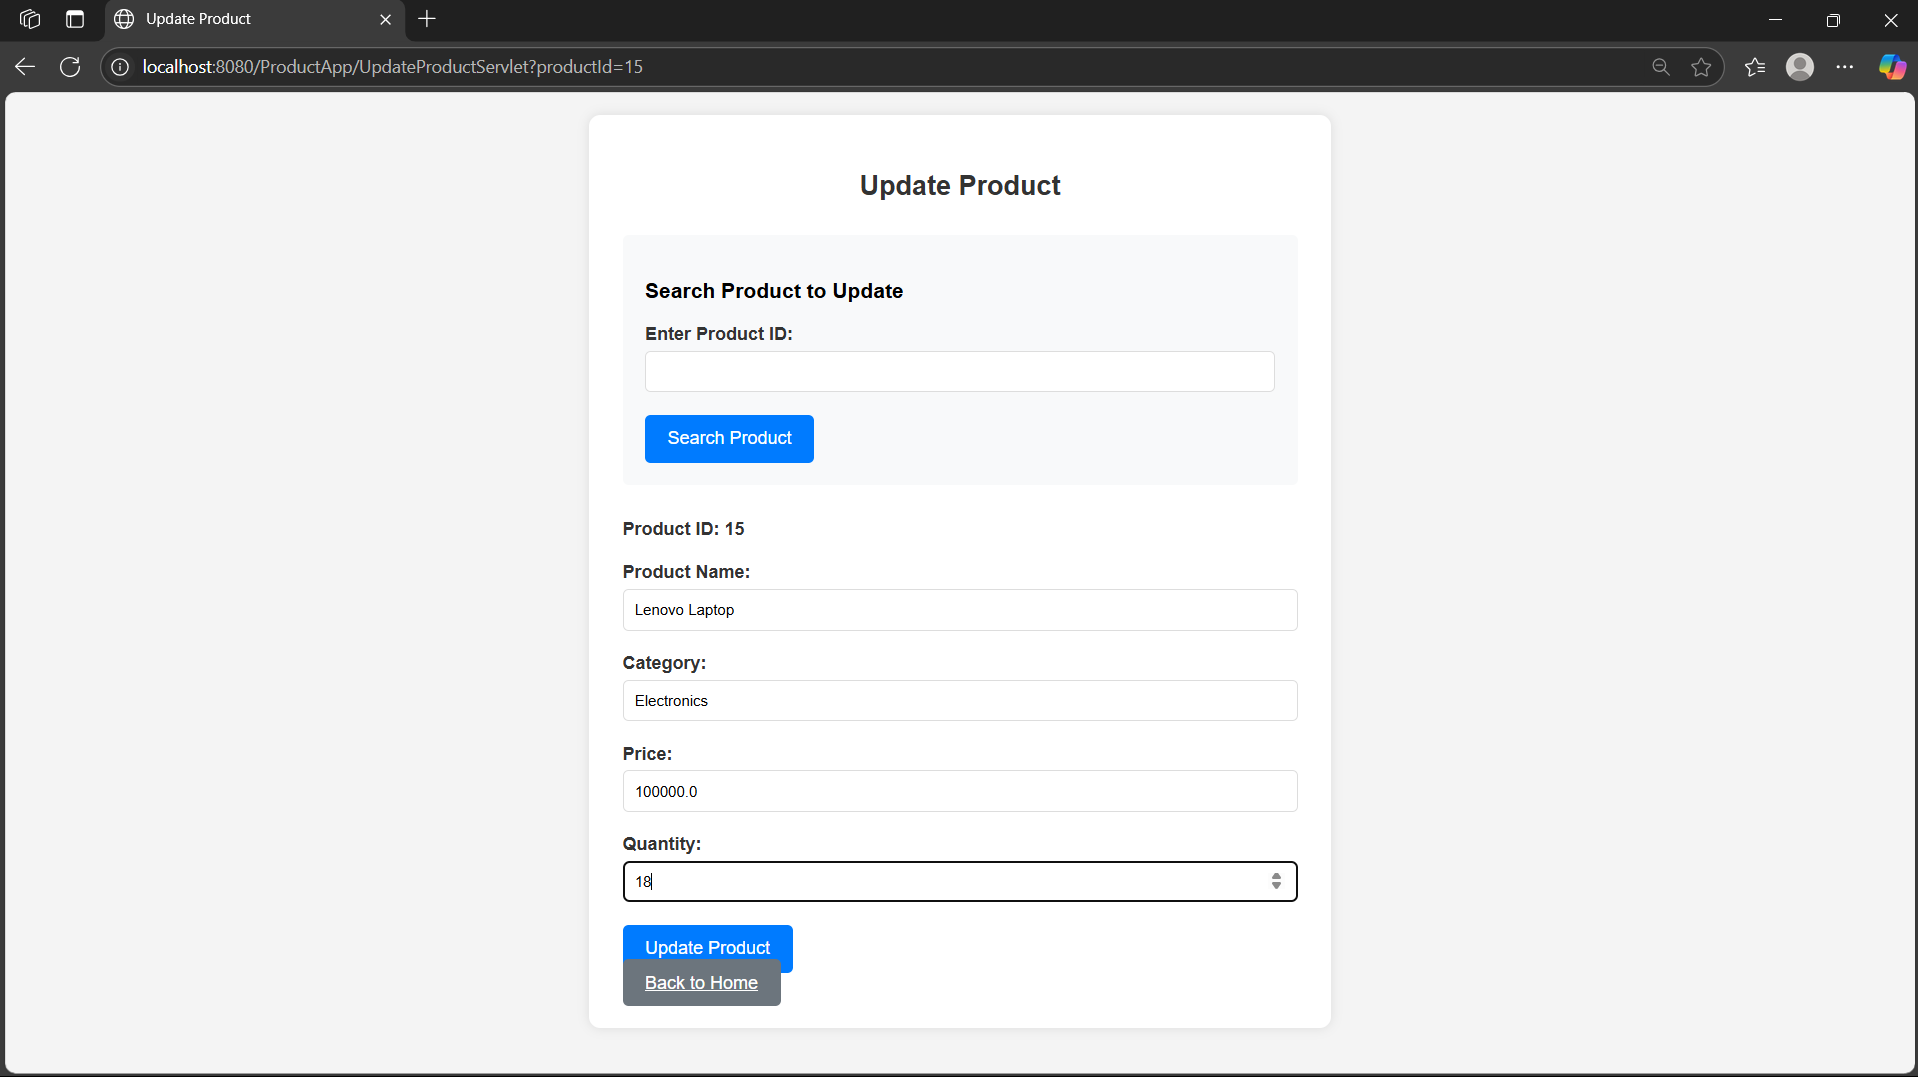 Update Product
localhost:8080/ProductApp/UpdateProductServlet?productId=15
Update Product
Search Product to Update
Enter Product ID:
Search Product
Product ID: 15
Product Name:
Lenovo Laptop
Category:
Electronics
Price:
100000.0
Quantity:
18
Update Product
Back to Home